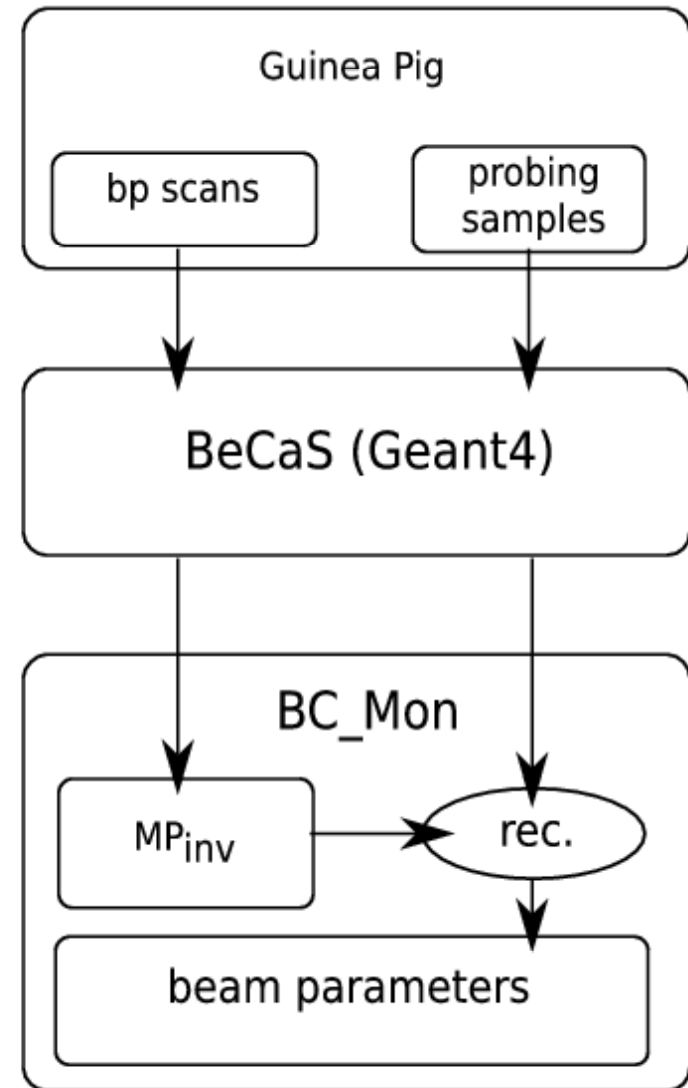 Guinea Pig
bp scans
probing
samples
BeCaS (Geant4)
BC_Mon
MPinv
rec.
beam parameters